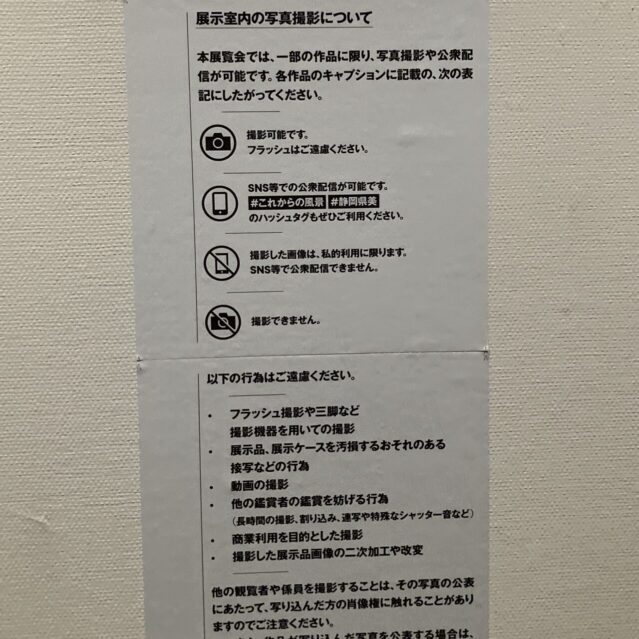 展示室内の写真撮影について
本展覧会では、一部の作品に限り、写真撮影や公衆配
信が可能です。各作品のキャプションに記載の、次の表
記にしたがってください。
撮影可能です。
フラッシュはご遠慮ください。
SNS等での公衆配信が可能です。
#これからの風景 #静岡県美
のハッシュタグもぜひご利用ください。
撮影した画像は、私的利用に限ります。
SNS等で公衆配信できません。
撮影できません。
以下の行為はご遠慮ください。
・ フラッシュ撮影や三脚など
撮影機器を用いての撮影
・ 展示品、展示ケースを汚損するおそれのある
接写などの行為
・ 動画の撮影
・ 他の鑑賞者の鑑賞を妨げる行為
(長時間の撮影、割り込み、連写や特殊なシャッター音など)
・ 商業利用を目的とした撮影
・ 撮影した展示品画像の二次加工や改変
他の観覧者や係員を撮影することは、その写真の公表
にあたって、写り込んだ方の肖像権に触れることがあり
ますのでご注意ください。
作品が写り込んだ写真を公表する場合は、